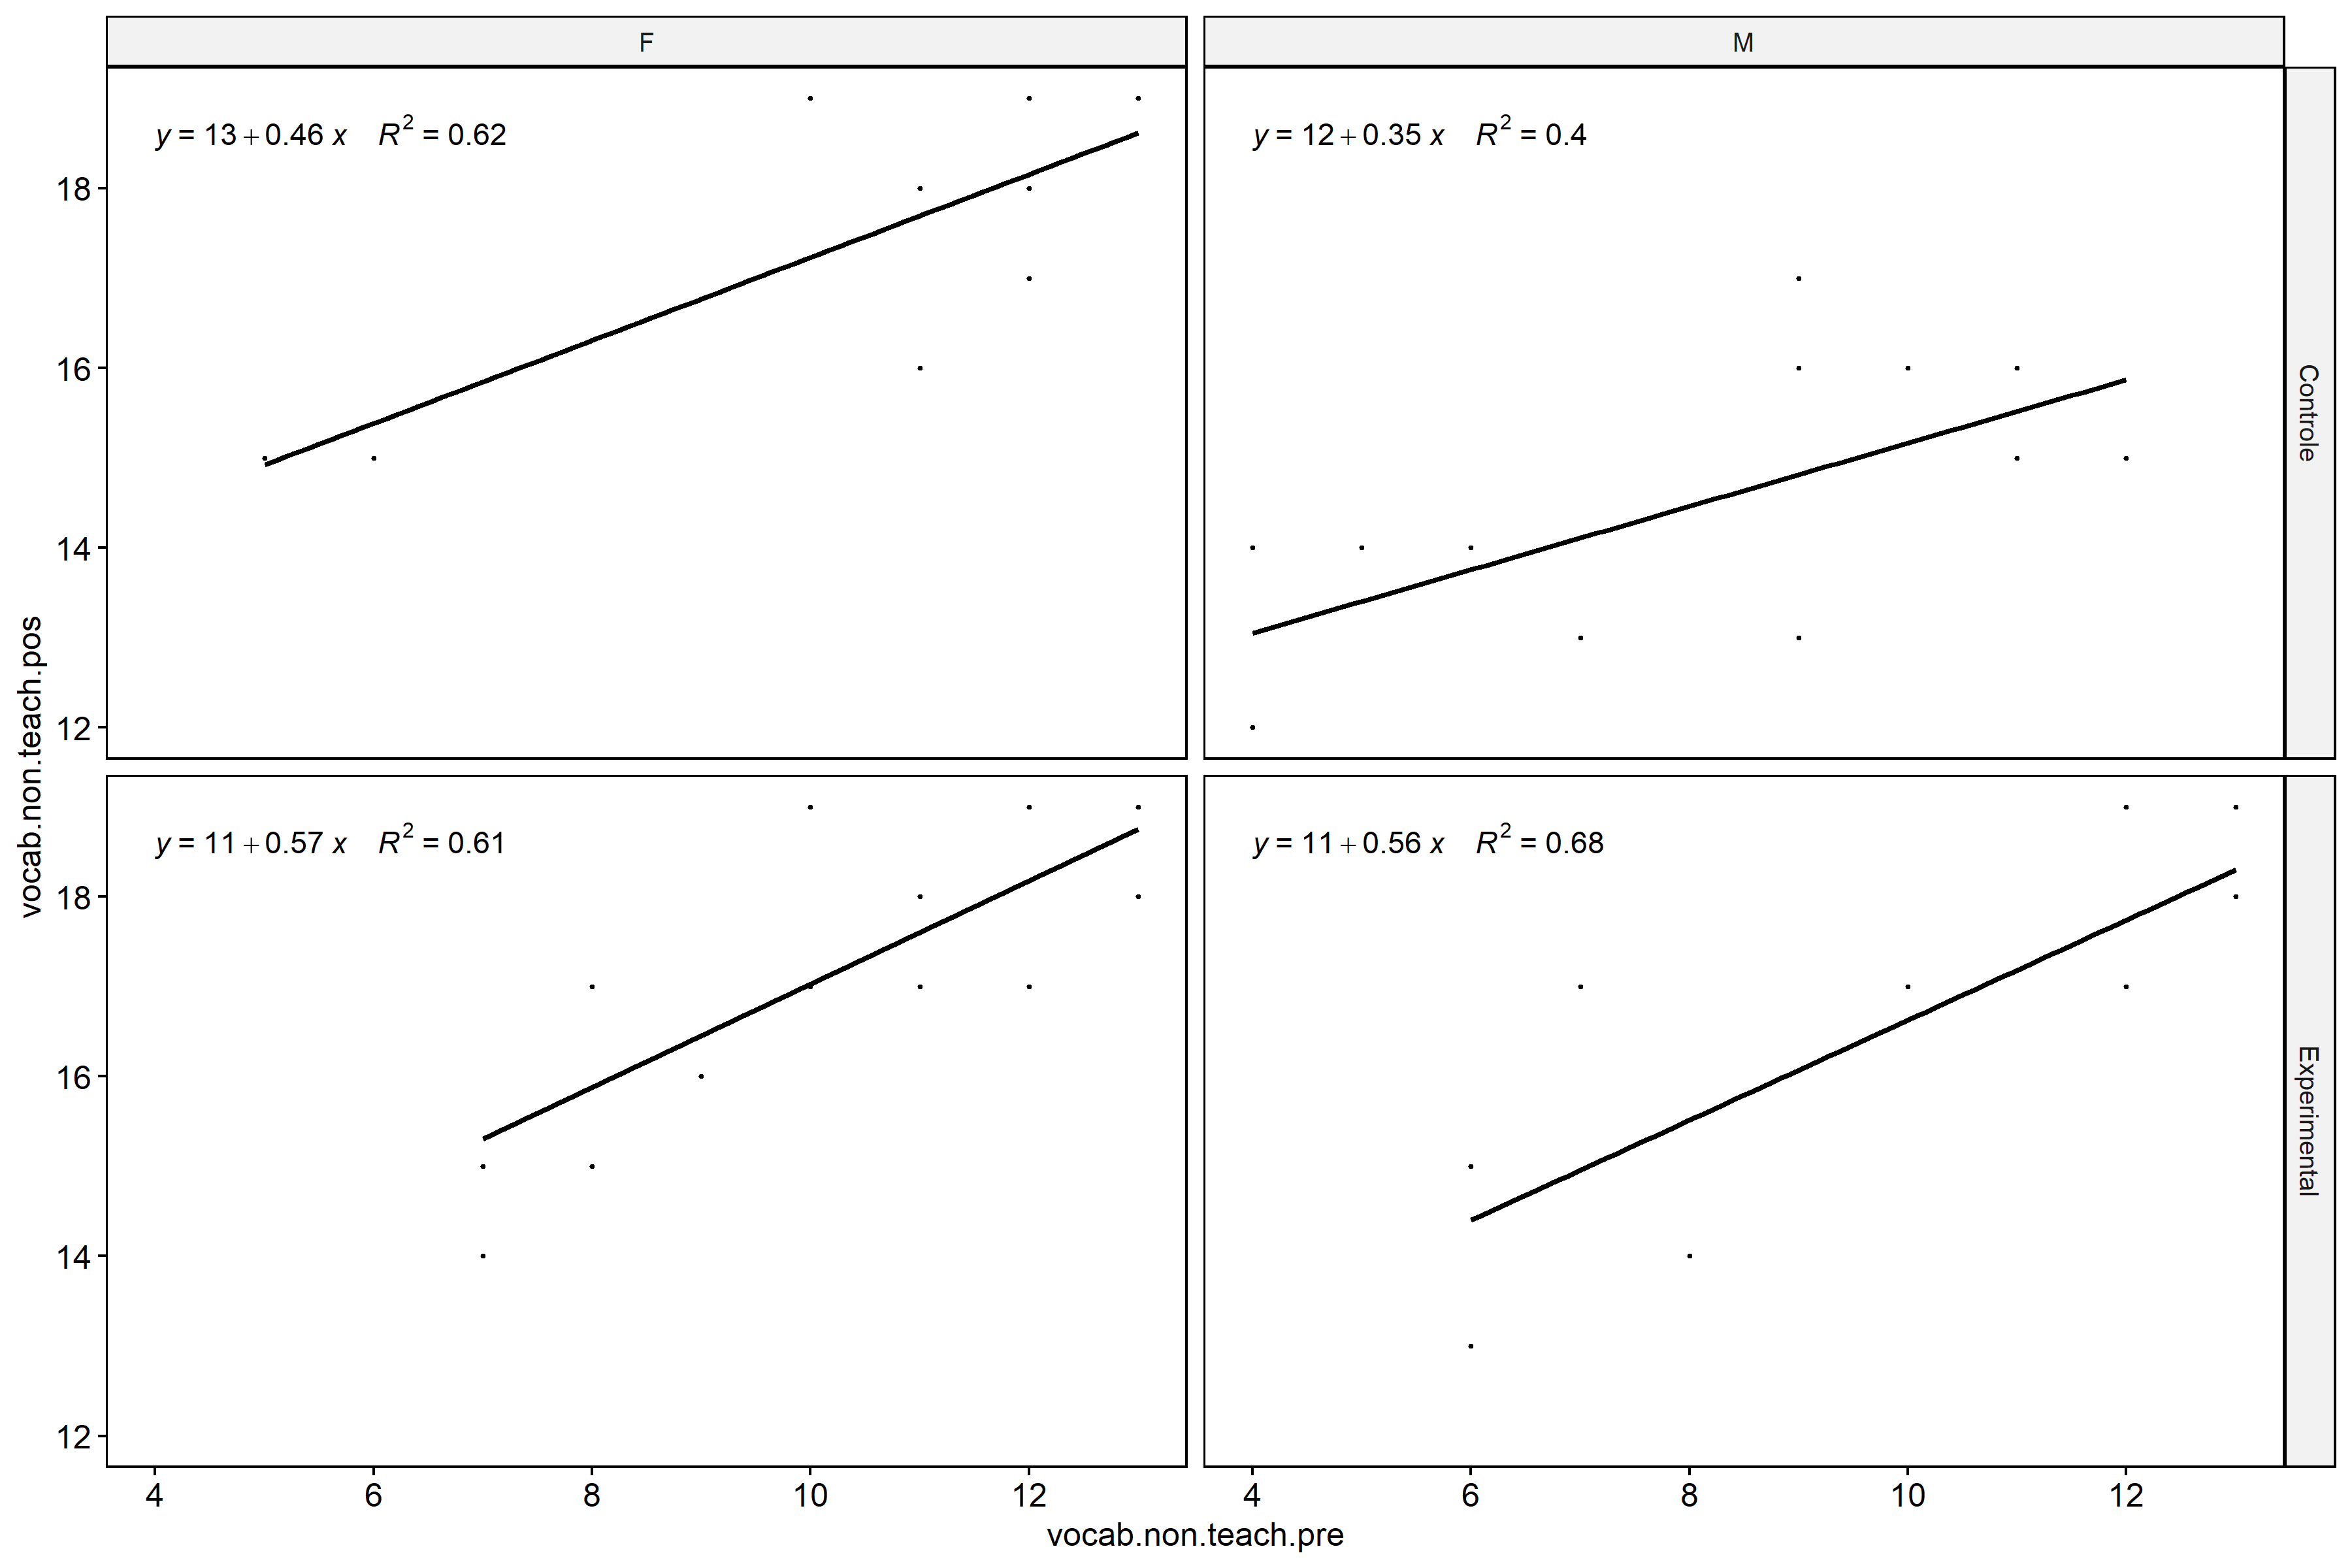 F
M
y = 13 + 0.46 x R² = 0.62
y = 12 + 0.35 x R² = 0.4
18
16
14
12
Controle
y = 11 + 0.57 x R² = 0.61
y = 11 + 0.56 x R² = 0.68
18
16
14
12
Experimental
vocab.non.teach.pos
4 6 8 10 12
4 6 8 10 12
vocab.non.teach.pre